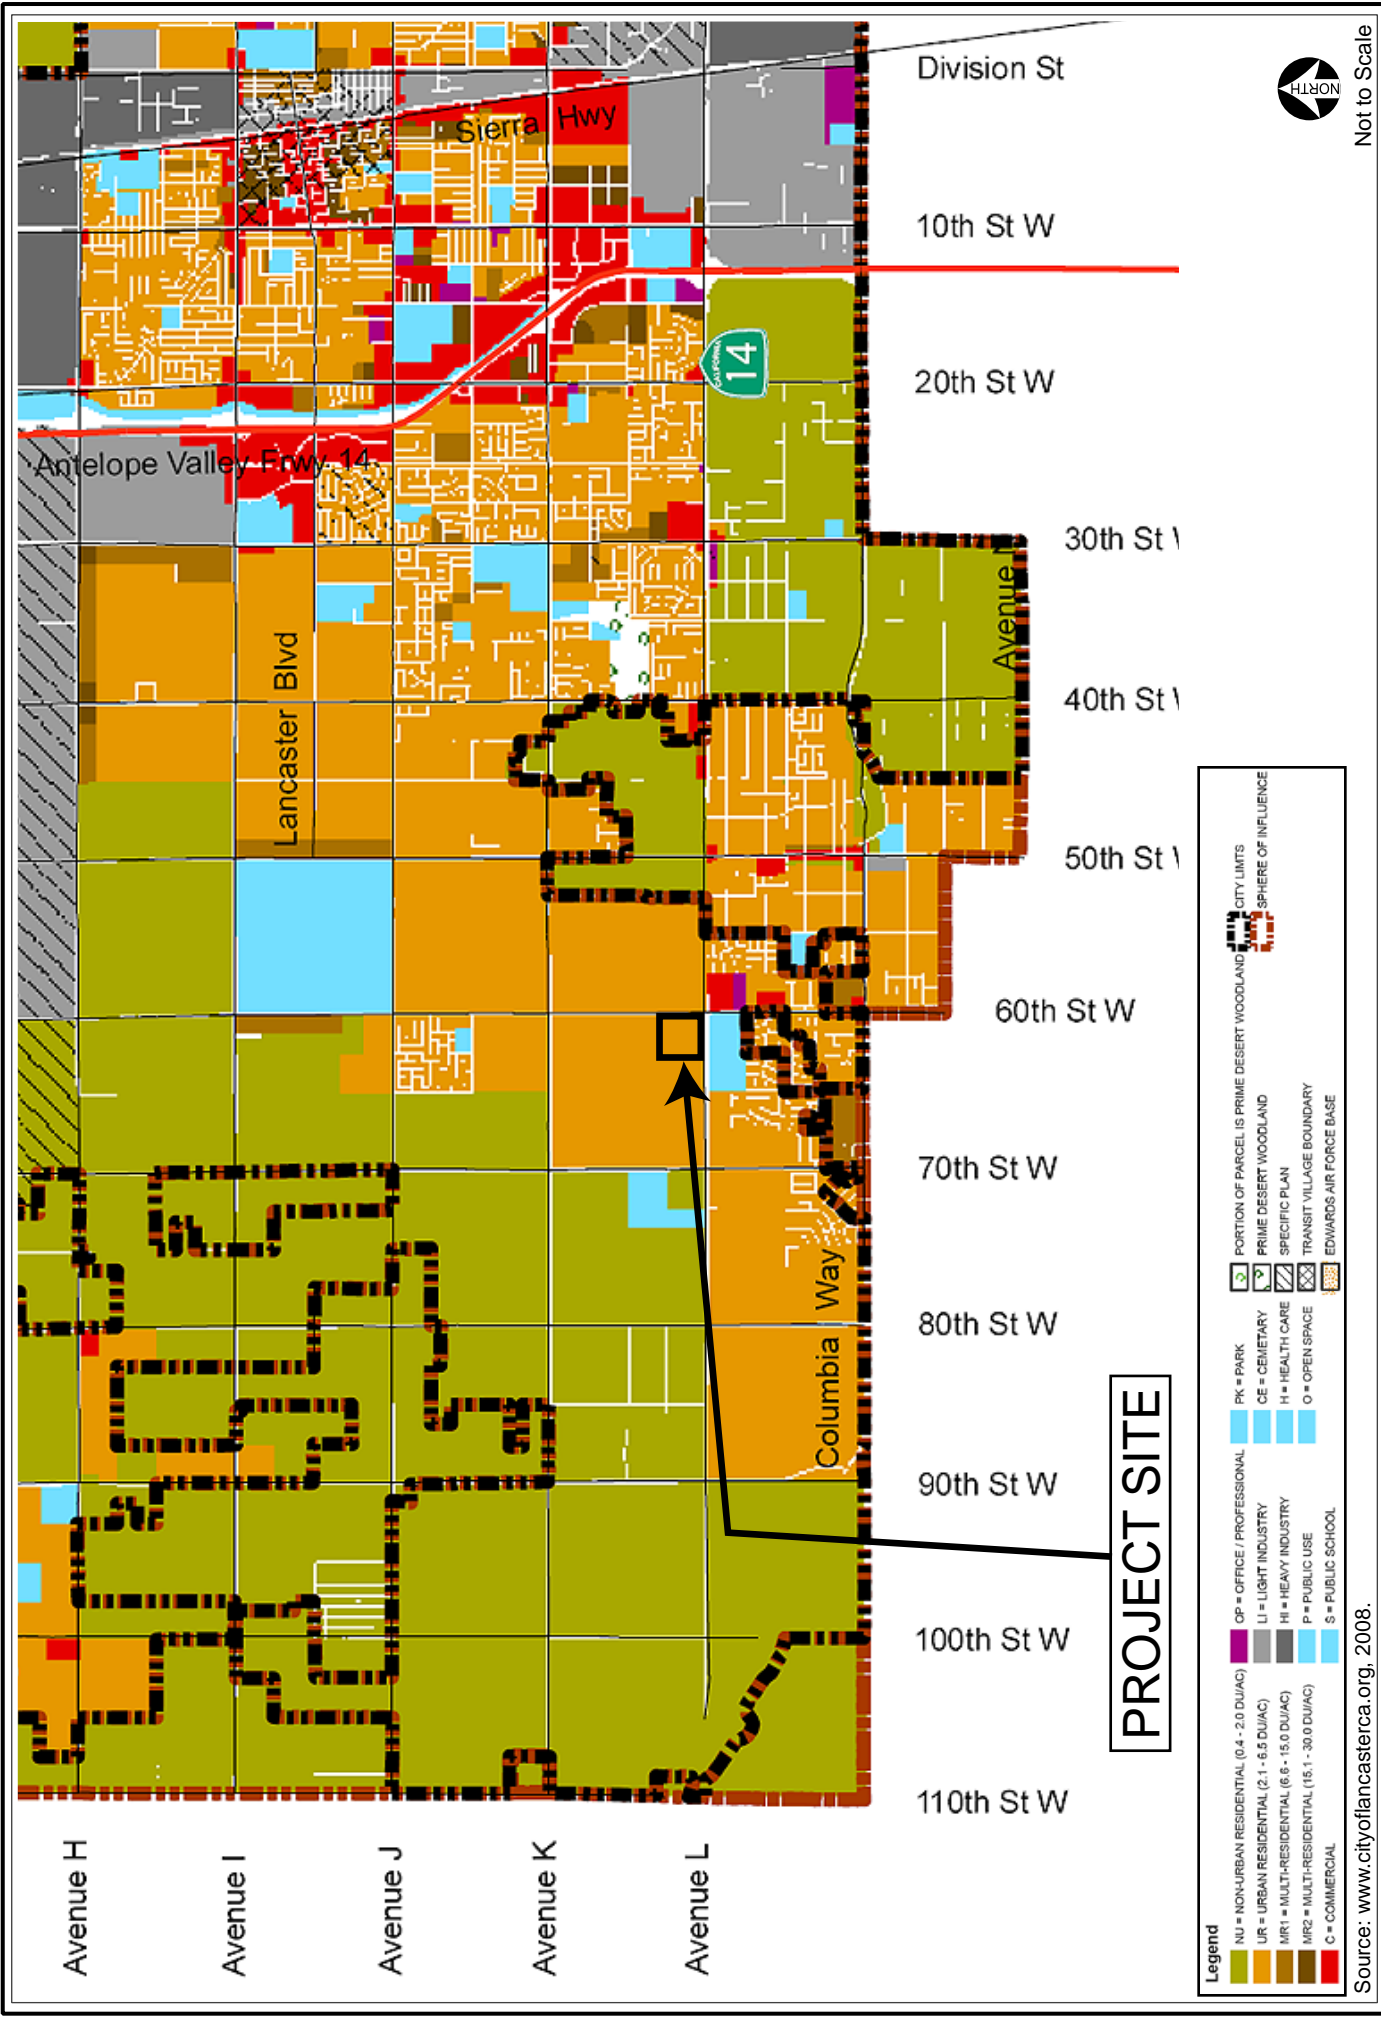 Division St
10th St W
20th St W
30th St
40th St
50th St
60th St W
70th St W
80th St W
90th St W
100th St W
110th St W
Avenue H
Avenue I
Avenue J
Avenue K
Avenue L
Avenue
Sierra Hwy
Antelope Valley Frwy 14
Lancaster Blvd
Columbia Way
CALIFORNIA
14
PROJECT SITE
NORTH
Not to Scale
Legend
NU = NON-URBAN RESIDENTIAL (0.4 - 2.0 DU/AC)
UR = URBAN RESIDENTIAL (2.1 - 6.5 DU/AC)
MR1 = MULTI-RESIDENTIAL (6.6 - 15.0 DU/AC)
MR2 = MULTI-RESIDENTIAL (15.1 - 30.0 DU/AC)
C = COMMERCIAL
OP = OFFICE / PROFESSIONAL
LI = LIGHT INDUSTRY
HI = HEAVY INDUSTRY
P = PUBLIC USE
S = PUBLIC SCHOOL
PK = PARK
CE = CEMETARY
H = HEALTH CARE
O = OPEN SPACE
PORTION OF PARCEL IS PRIME DESERT WOODLAND
PRIME DESERT WOODLAND
SPECIFIC PLAN
TRANSIT VILLAGE BOUNDARY
EDWARDS AIR FORCE BASE
CITY LIMTS
SPHERE OF INFLUENCE
Source: www.cityoflancasterca.org, 2008.